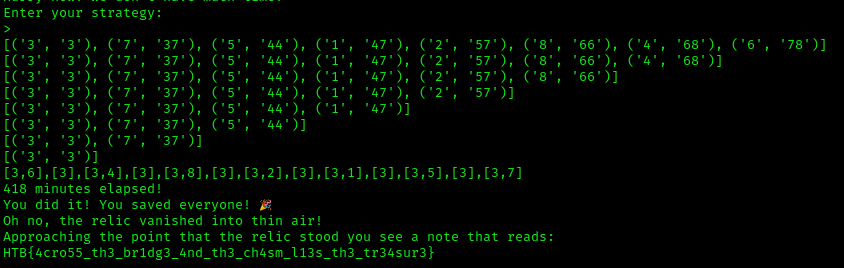 Enter your strategy:
>
[('3', '3'), ('7', '37'), ('5', '44'), ('1', '47'), ('2', '57'), ('8', '66'), ('4', '68'), ('6', '78')]
[('3', '3'), ('7', '37'), ('5', '44'), ('1', '47'), ('2', '57'), ('8', '66'), ('4', '68')]
[('3', '3'), ('7', '37'), ('5', '44'), ('1', '47'), ('2', '57'), ('8', '66')]
[('3', '3'), ('7', '37'), ('5', '44'), ('1', '47'), ('2', '57')]
[('3', '3'), ('7', '37'), ('5', '44'), ('1', '47')]
[('3', '3'), ('7', '37'), ('5', '44')]
[('3', '3'), ('7', '37')]
[('3', '3')]
[3,6],[3],[3,4],[3],[3,8],[3],[3,2],[3],[3,1],[3],[3,5],[3],[3,7]
418 minutes elapsed!
You did it! You saved everyone! 🎉
Oh no, the relic vanished into thin air!
Approaching the point that the relic stood you see a note that reads:
HTB{4cro55_th3_br1dg3_4nd_th3_ch4sm_l13s_th3_tr34sur3}